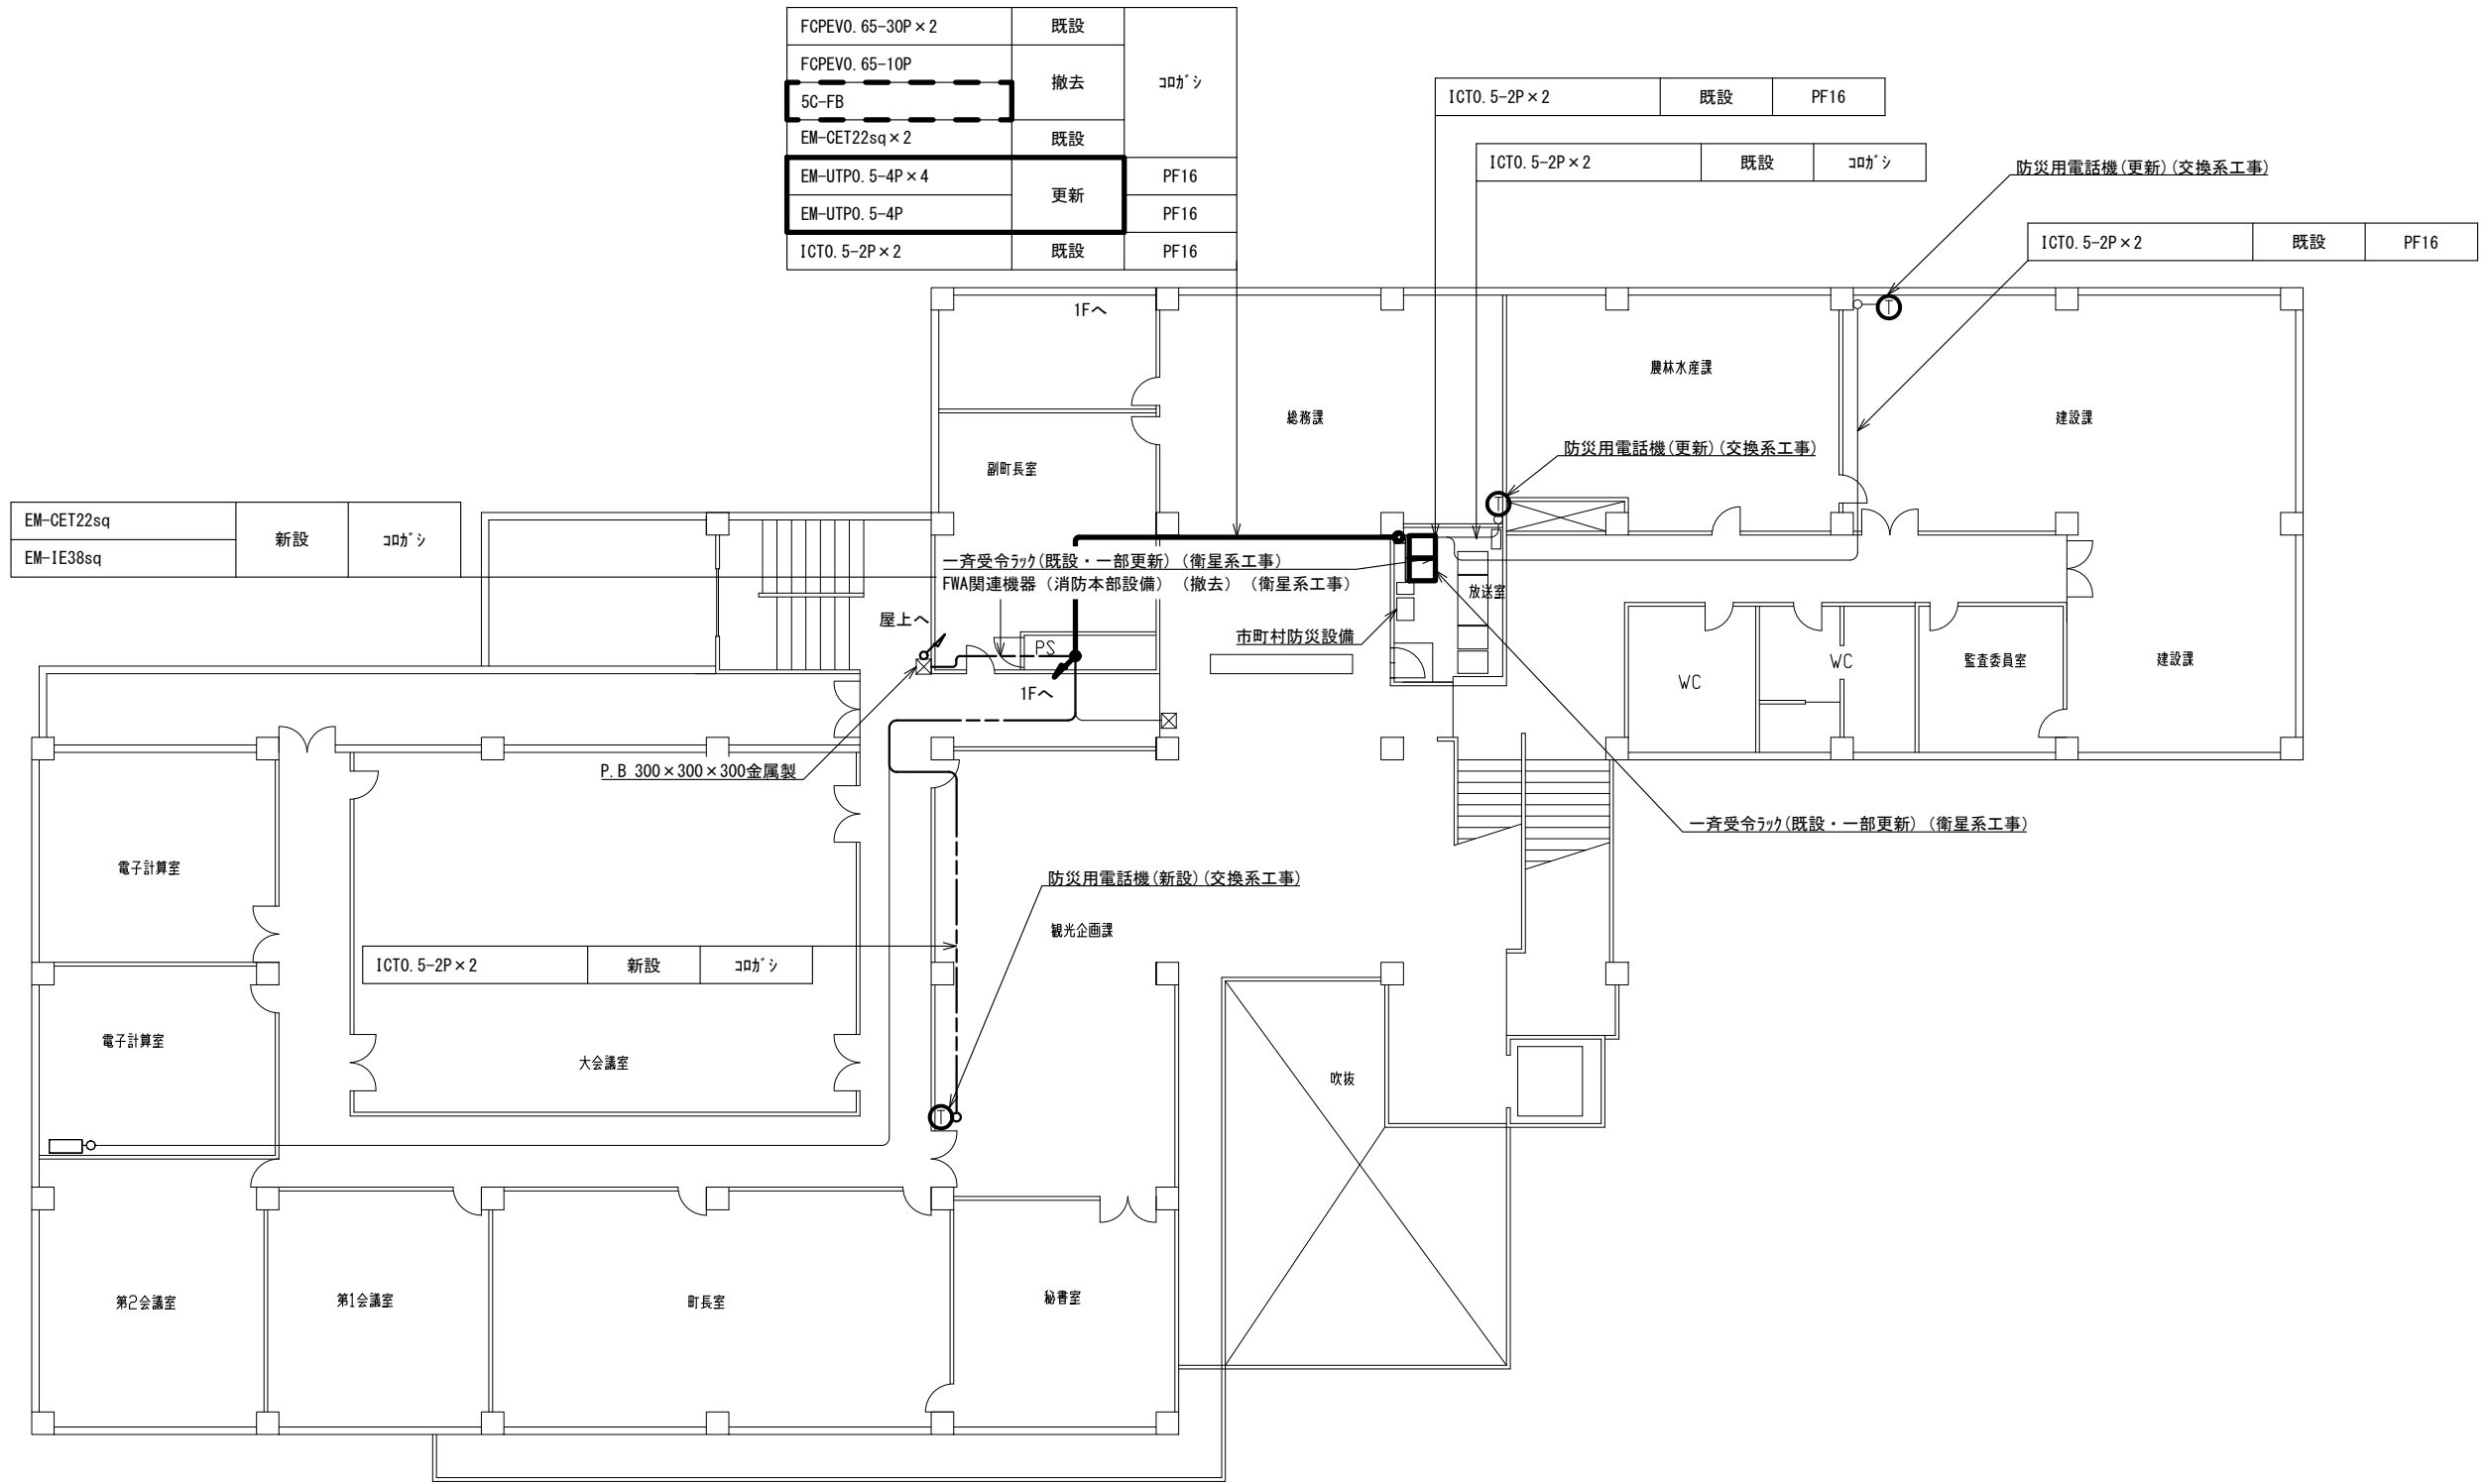 FCPEV0.65-30P×2 既設
FCPEV0.65-10P 撤去 ｺﾛｶﾞｼ
5C-FB
EM-CET22sq×2 既設
EM-UTP0.5-4P×4 更新 PF16
EM-UTP0.5-4P PF16
ICT0.5-2P×2 既設 PF16
ICT0.5-2P×2 既設 PF16
ICT0.5-2P×2 既設 ｺﾛｶﾞｼ
防災用電話機(更新)(交換系工事)
ICT0.5-2P×2 既設 PF16
1Fへ
T
農林水産課
総務課
建設課
防災用電話機(更新)(交換系工事)
副町長室
T
EM-CET22sq 新設 ｺﾛｶﾞｼ
EM-IE38sq
一斉受令ﾗｯｸ(既設・一部更新)（衛星系工事）
FWA関連機器（消防本部設備）（撤去）（衛星系工事）
放送室
屋上へ
市町村防災設備
PS
WC
監査委員室
建設課
WC
1Fへ
P.B 300×300×300金属製
一斉受令ﾗｯｸ(既設・一部更新)（衛星系工事）
電子計算室
防災用電話機(新設)(交換系工事)
観光企画課
ICT0.5-2P×2 新設 ｺﾛｶﾞｼ
電子計算室
大会議室
吹抜
T
第2会議室
第1会議室
町長室
秘書室